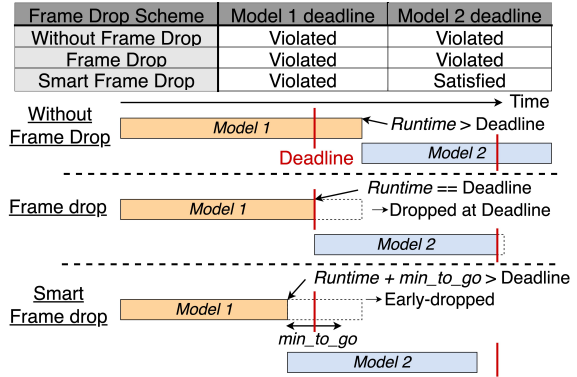 Frame Drop Scheme Model 1 deadline Model 2 deadline
Without Frame Drop Violated Violated
Frame Drop Violated Violated
Smart Frame Drop Violated Satisfied
Time
Without
Frame Drop
Model 1
Runtime > Deadline
Deadline
Model 2
Frame drop
Runtime == Deadline
Model 1
Dropped at Deadline
Model 2
Smart
Frame drop
Runtime + min_to_go > Deadline
Early-dropped
Model 1
min_to_go
Model 2